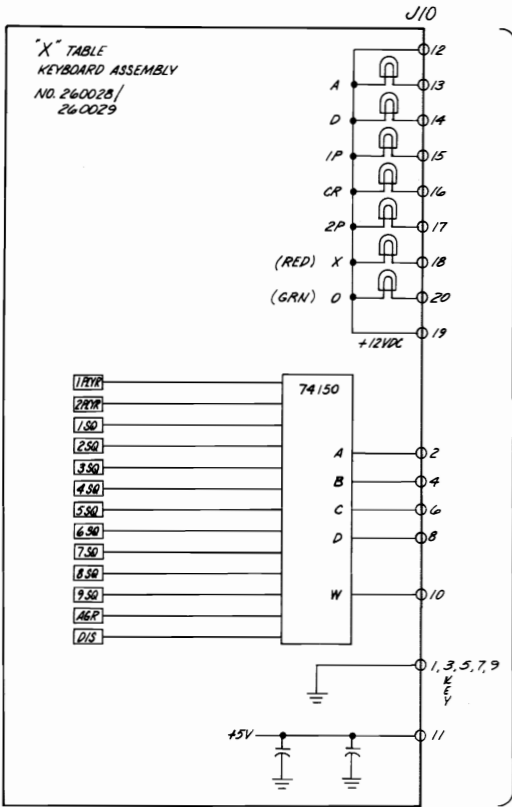 J10
"X" TABLE
KEYBOARD ASSEMBLY
NO. 260028/
260029
12
A 13
D 14
1P 15
CR 16
2P 17
(RED) X 18
(GRN) O 20
19
+12VDC
74150
1PLYR
2PLYR
1SQ
2SQ
3SQ
4SQ
5SQ
6SQ
7SQ
8SQ
9SQ
AGR
DIS
A 2
B 4
C 6
D 8
W 10
1, 3, 5, 7, 9
KEY
+5V 11